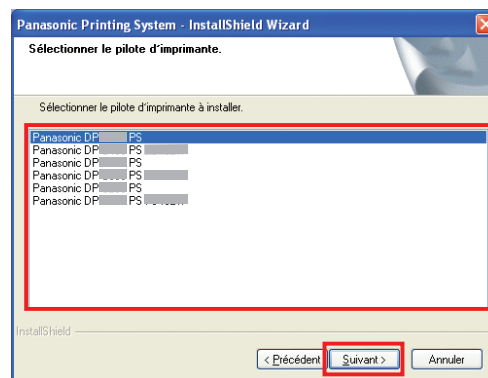 Panasonic Printing System - InstallShield Wizard
Sélectionner le pilote d'imprimante.
Sélectionner le pilote d'imprimante à installer.
Panasonic DP PS
Panasonic DP PS
Panasonic DP PS
Panasonic DP PS
Panasonic DP PS
Panasonic DP PS
InstallShield
< Précédent Suivant > Annuler